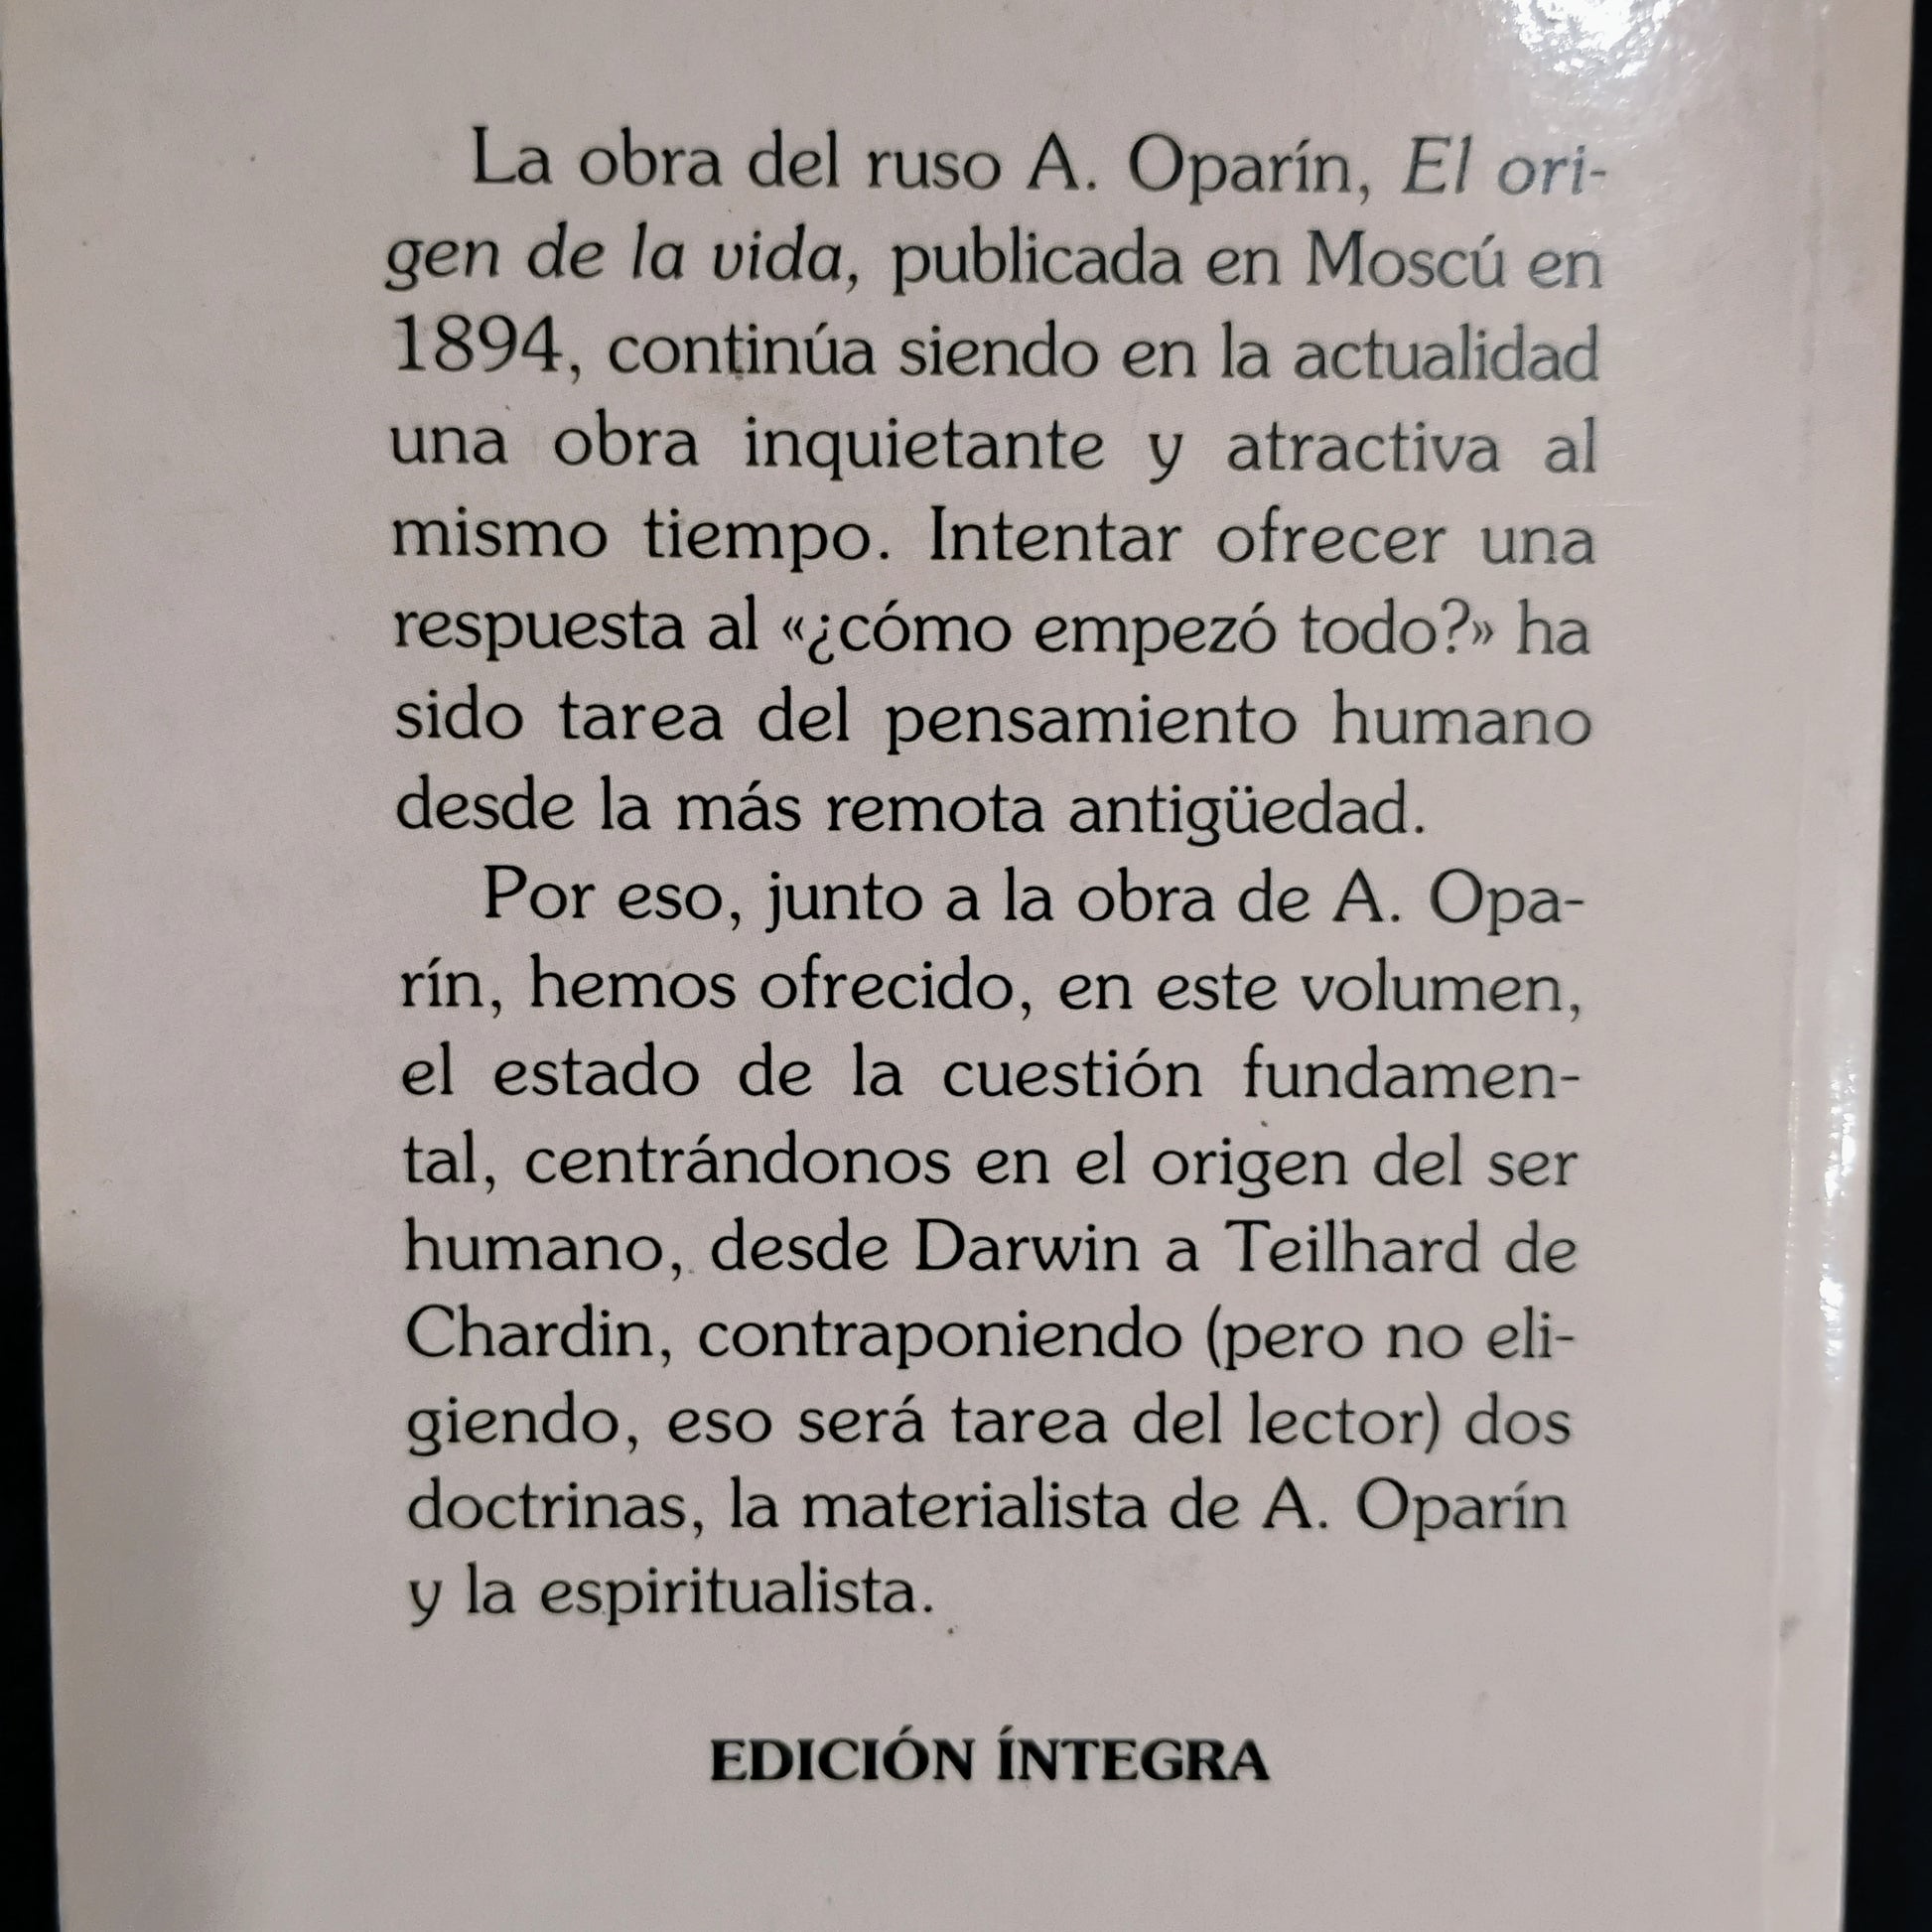 La obra del ruso A. Oparín, El ori-
gen de la vida, publicada en Moscú en
1894, continúa siendo en la actualidad
una obra inquietante y atractiva al
mismo tiempo. Intentar ofrecer una
respuesta al «¿cómo empezó todo?» ha
sido tarea del pensamiento humano
desde la más remota antigüedad.
Por eso, junto a la obra de A. Opa-
rín, hemos ofrecido, en este volumen,
el estado de la cuestión fundamen-
tal, centrándonos en el origen del ser
humano, desde Darwin a Teilhard de
Chardin, contraponiendo (pero no eli-
giendo, eso será tarea del lector) dos
doctrinas, la materialista de A. Oparín
y la espiritualista.
EDICIÓN ÍNTEGRA